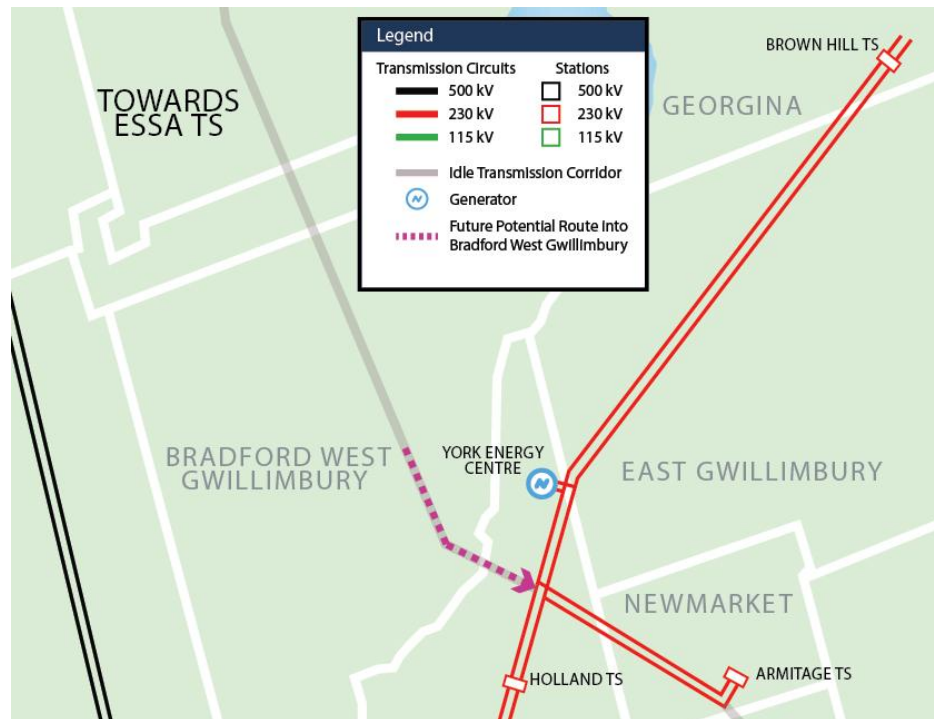 Legend
Transmission Circuits
500 kV
230 kV
115 kV
Stations
500 kV
230 kV
115 kV
Idle Transmission Corridor
Generator
Future Potential Route Into
Bradford West Gwillimbury
TOWARDS
ESSA TS
BROWN HILL TS
GEORGINA
BRADFORD WEST
GWILLIMBURY
YORK ENERGY
CENTRE
EAST GWILLIMBURY
NEWMARKET
HOLLAND TS
ARMITAGE TS